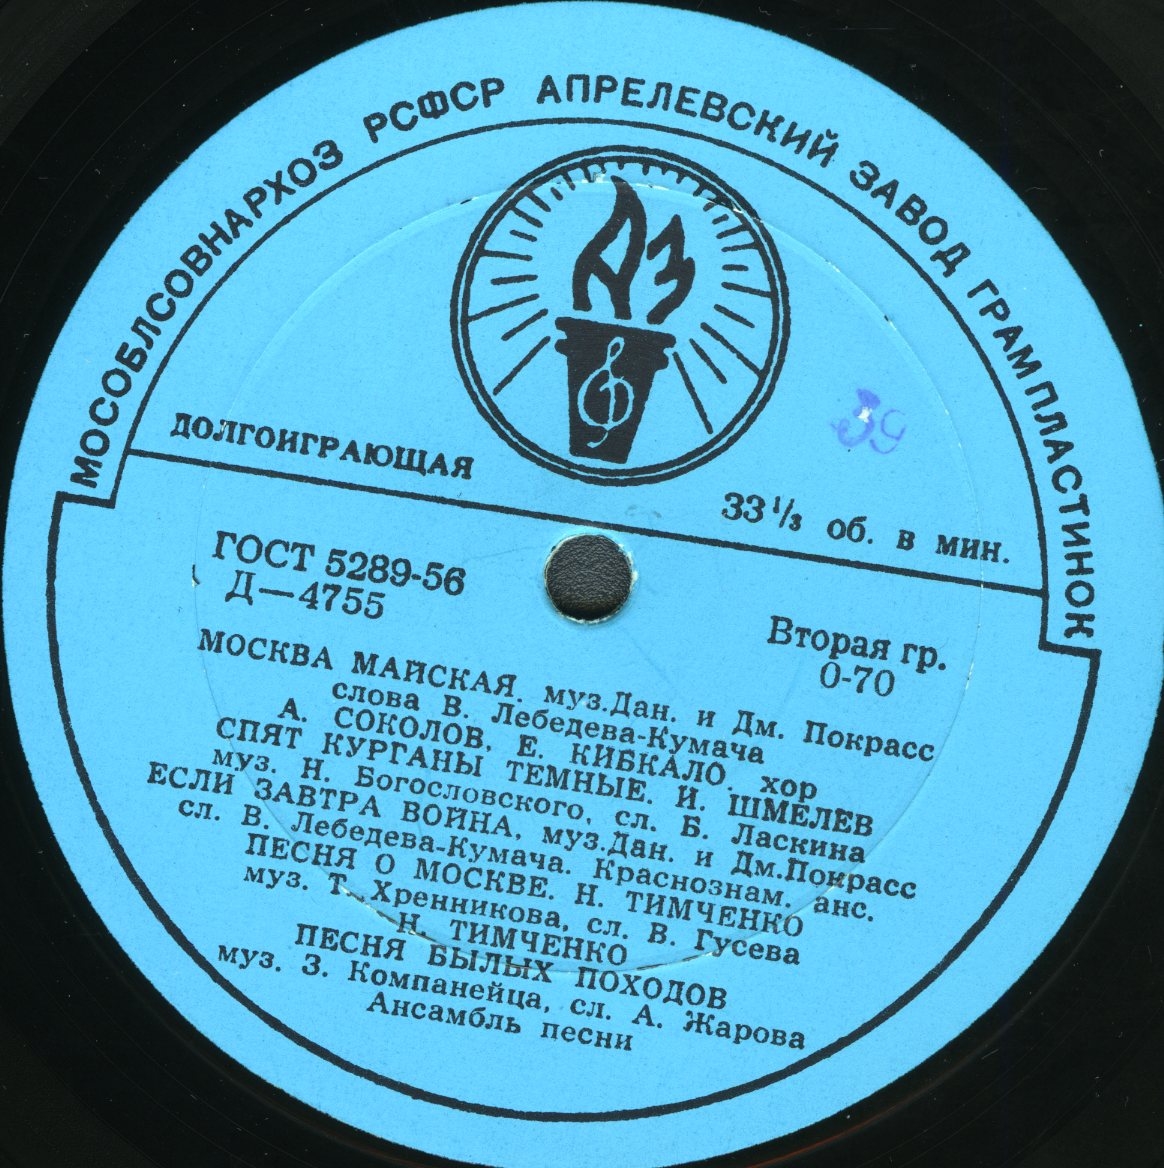 МОСОБЛСОВНАРХОЗ РСФСР АПРЕЛЕВСКИЙ ЗАВОД ГРАМПЛАСТИНОК
АЗ
ДОЛГОИГРАЮЩАЯ
33 1/3 об. в мин.
ГОСТ 5289-56
Д—4755
Вторая гр.
0-70
МОСКВА МАЙСКАЯ. муз.Дан. и Дм. Покрасс
слова В. Лебедева-Кумача
А. СОКОЛОВ, Е. КИБКАЛО. хор
СПЯТ КУРГАНЫ ТЕМНЫЕ. И. ШМЕЛЕВ
муз. Н. Богословского, сл. Б. Ласкина
ЕСЛИ ЗАВТРА ВОЙНА, муз.Дан. и Дм.Покрасс
сл. В. Лебедева-Кумача. Краснознам. анс.
ПЕСНЯ О МОСКВЕ. Н. ТИМЧЕНКО
муз. Т. Хренникова, сл. В. Гусева
Н. ТИМЧЕНКО
ПЕСНЯ БЫЛЫХ ПОХОДОВ
муз. З. Компанейца, сл. А. Жарова
Ансамбль песни